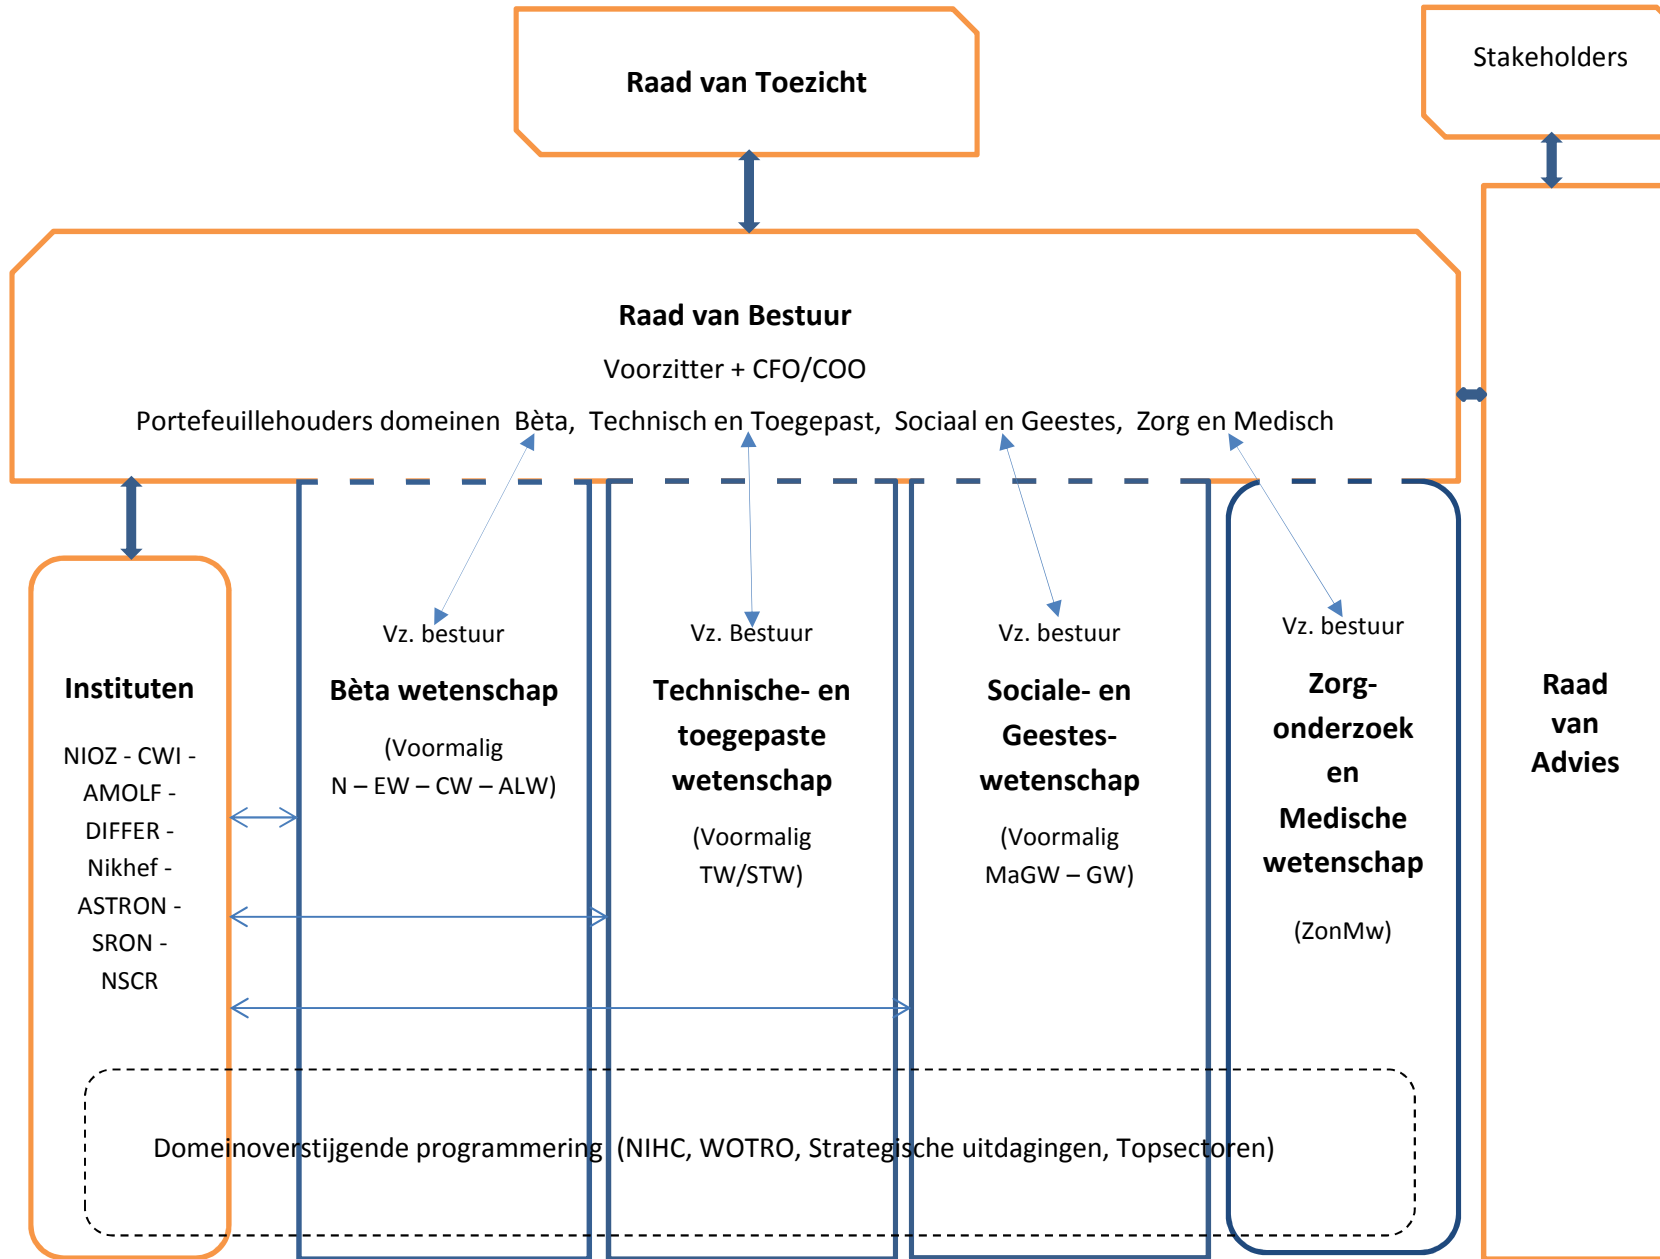 Raad van Toezicht
Stakeholders
Raad van Bestuur
Voorzitter + CFO/COO
Portefeuillehouders domeinen Bèta, Technisch en Toegepast, Sociaal en Geestes, Zorg en Medisch
Instituten
NIOZ - CWI -
AMOLF -
DIFFER -
Nikhef -
ASTRON -
SRON -
NSCR
Vz. bestuur
Bèta wetenschap
(Voormalig
N – EW – CW – ALW)
Vz. Bestuur
Technische- en
toegepaste
wetenschap
(Voormalig
TW/STW)
Vz. bestuur
Sociale- en
Geestes-
wetenschap
(Voormalig
MaGW – GW)
Vz. bestuur
Zorg-
onderzoek
en
Medische
wetenschap
(ZonMw)
Raad
van
Advies
Domeinoverstijgende programmering (NIHC, WOTRO, Strategische uitdagingen, Topsectoren)